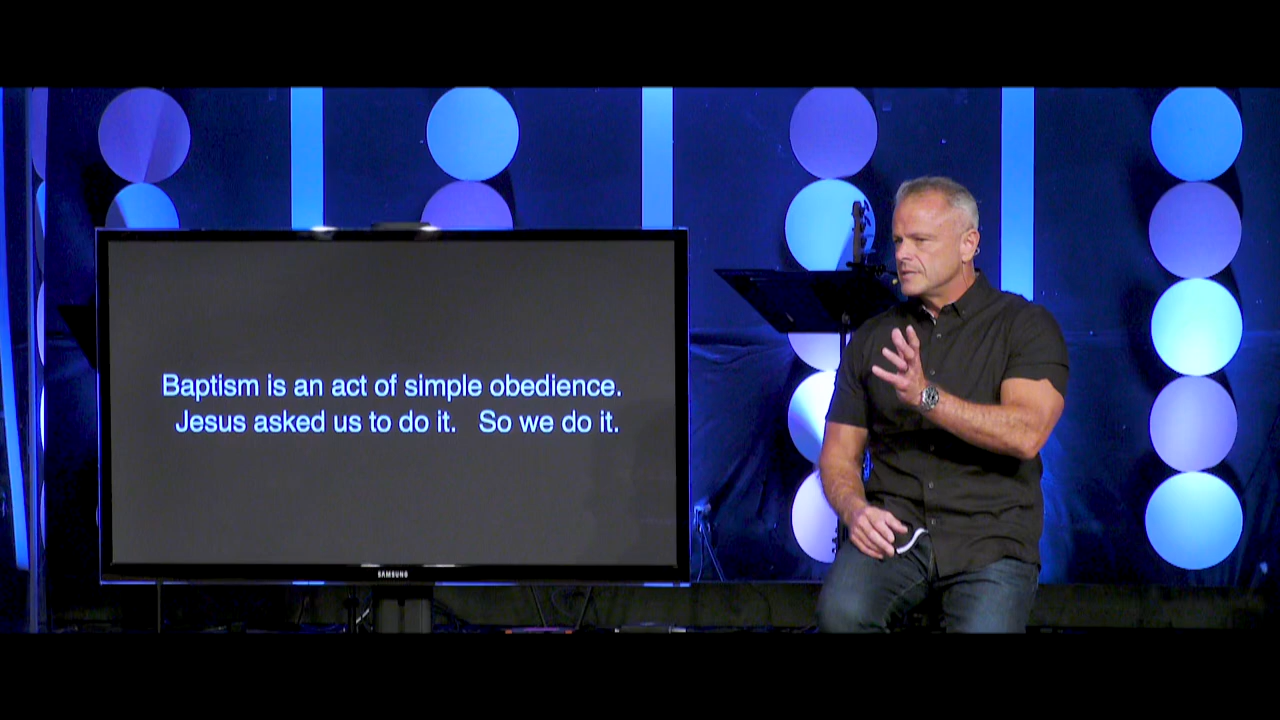 Baptism is an act of simple obedience.
Jesus asked us to do it.   So we do it.
SAMSUNG